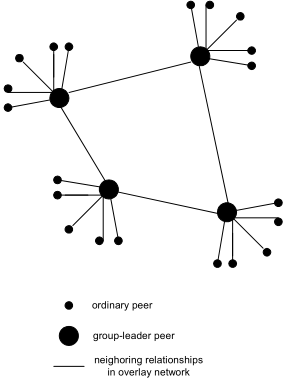 ordinary peer
group-leader peer
neighoring relationships
in overlay network